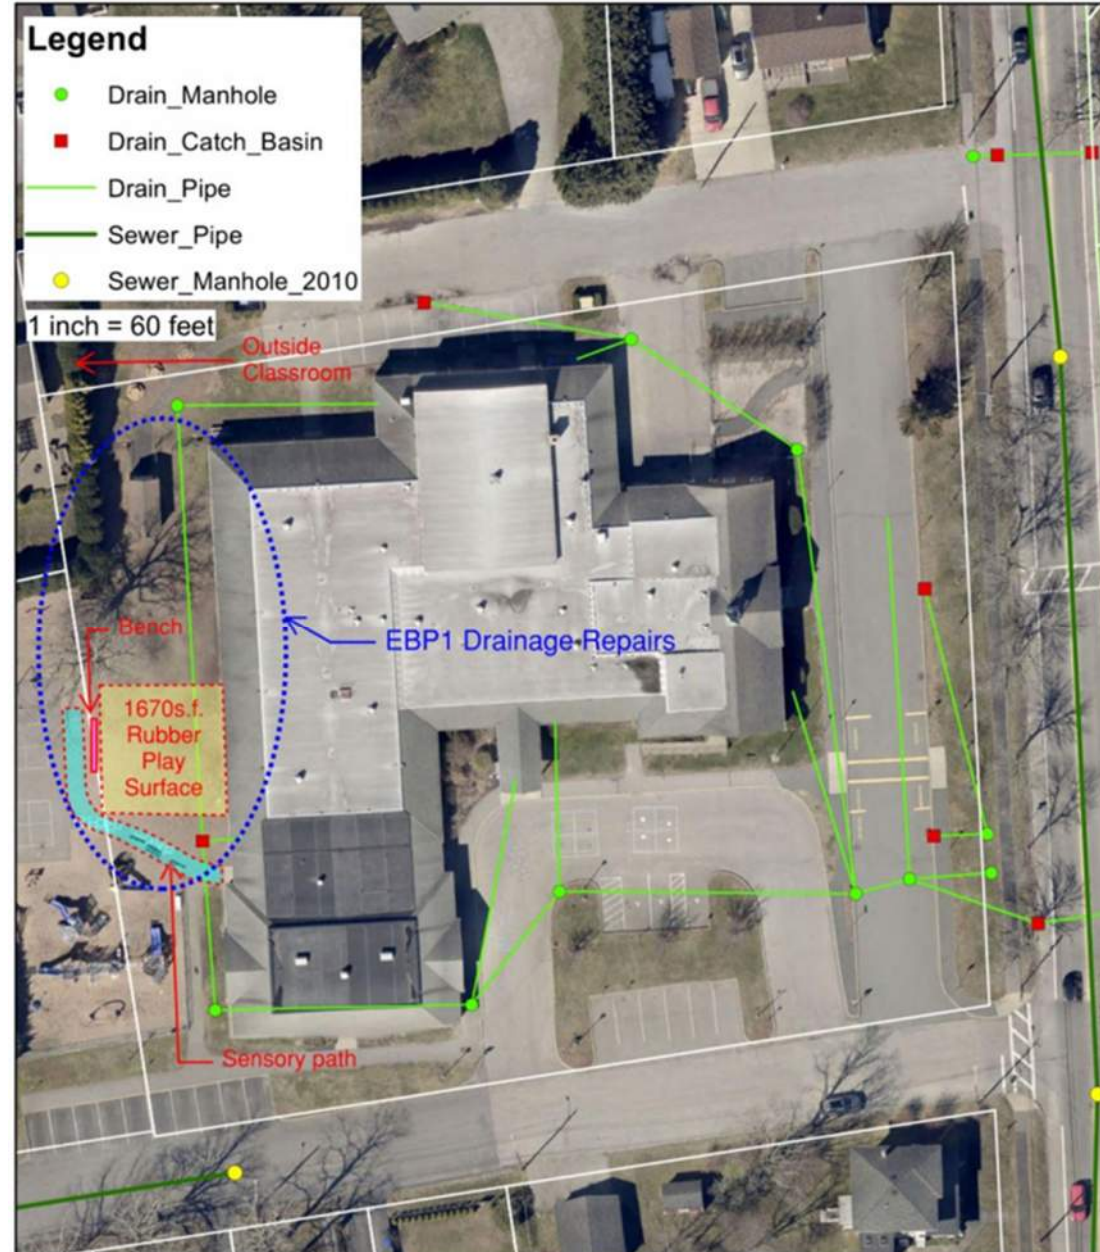 Legend
Drain_Manhole
Drain_Catch_Basin
Drain_Pipe
Sewer_Pipe
Sewer_Manhole_2010
1 inch = 60 feet
Outside
Classroom
Bench
EBP1 Drainage Repairs
1670s.f.
Rubber
Play
Surface
Sensory path